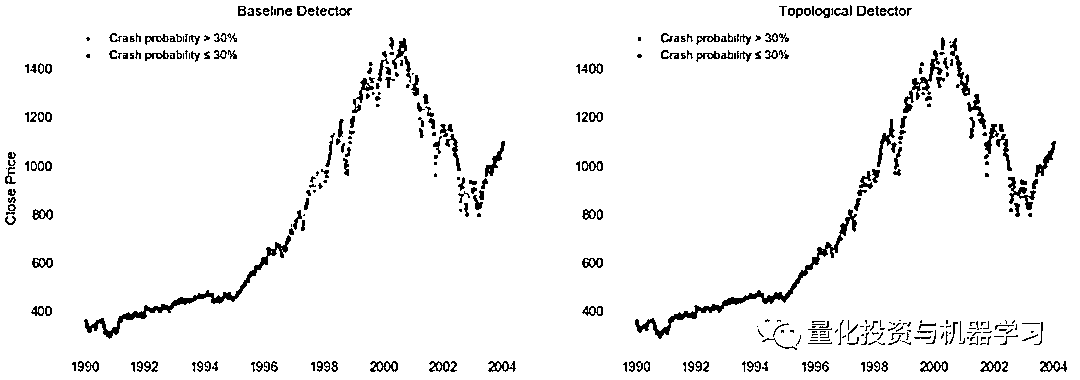 Baseline Detector
Crash probability > 30%
Crash probability ≤ 30%
Close Price
1400
1200
1000
800
600
400
1990 1992 1994 1996 1998 2000 2002 2004
Topological Detector
Crash probability > 30%
Crash probability ≤ 30%
1400
1200
1000
800
600
400
1990 1992 1994 1996 1998 2000 2002 2004
量化投资与机器学习